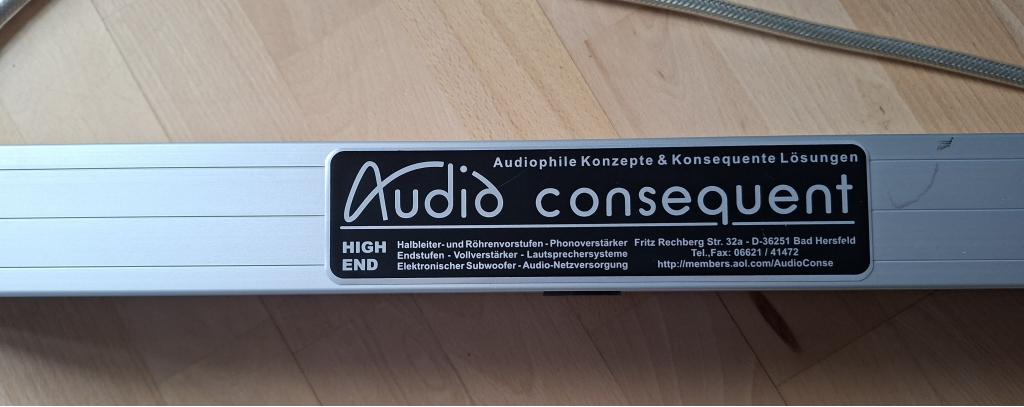 Audiophile Konzepte & Konsequente Lösungen
Audio consequent
HIGH END
Halbleiter- und Röhrenvorstufen - Phonoverstärker
Endstufen - Vollverstärker - Lautsprechersysteme
Elektronischer Subwoofer - Audio-Netzversorgung
Fritz Rechberg Str. 32a - D-36251 Bad Hersfeld
Tel.,Fax: 06621 / 41472
http://members.aol.com/AudioConse